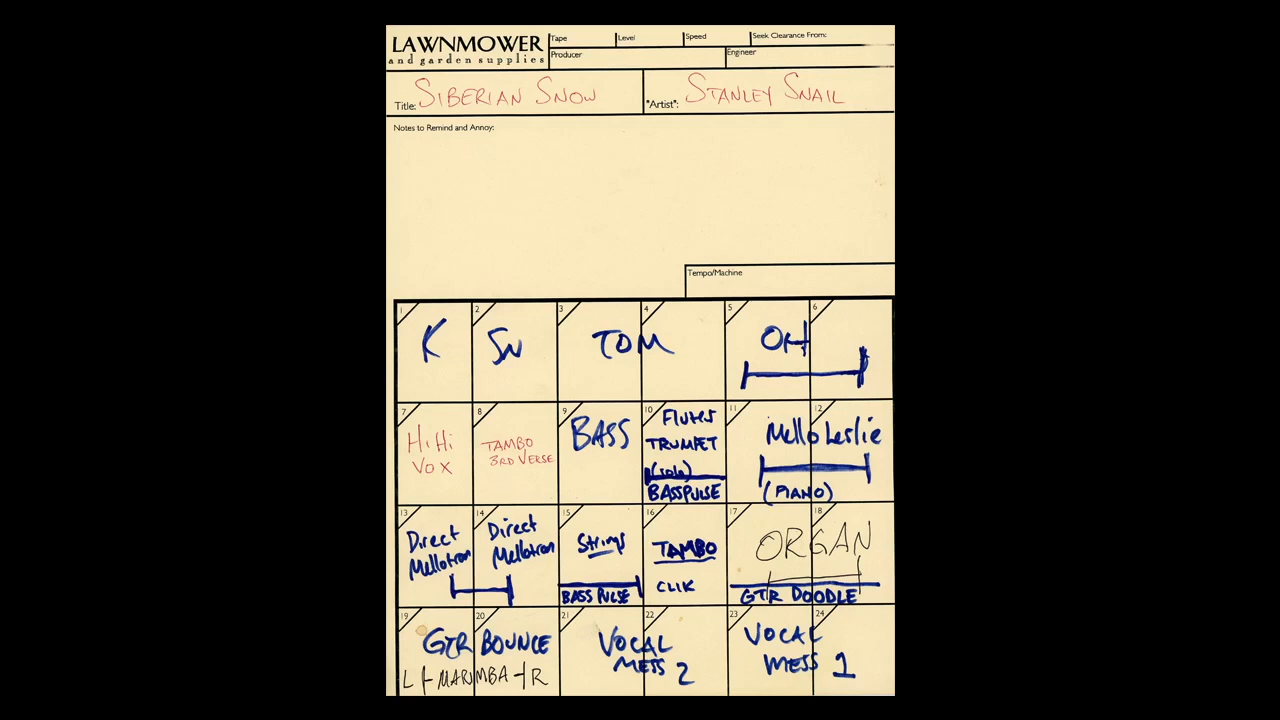 LAWNMOWER
and garden supplies
Tape
Level
Speed
Seek Clearance From:
Producer
Engineer
Title: SIBERIAN SNOW
"Artist": STANLEY SNAIL
Notes to Remind and Annoy:
Tempo/Machine
1
K
2
SN
3
4
TOM
5
6
OH
7
HiHi
VOX
8
TAMBO
3RD VERSE
9
BASS
10
Flutes
TRUMPET
(solo)
BASSPULSE
11
12
MelloLeslie
(PIANO)
13
Direct
Mellotron
14
Direct
Mellotron
15
Strings
BASS PULSE
16
TAMBO
CLIK
17
18
ORGAN
GTR DOODLE
19
20
GTR BOUNCE
L MARIMBA R
21
22
VOCAL
MESS 2
23
24
VOCAL
MESS 1